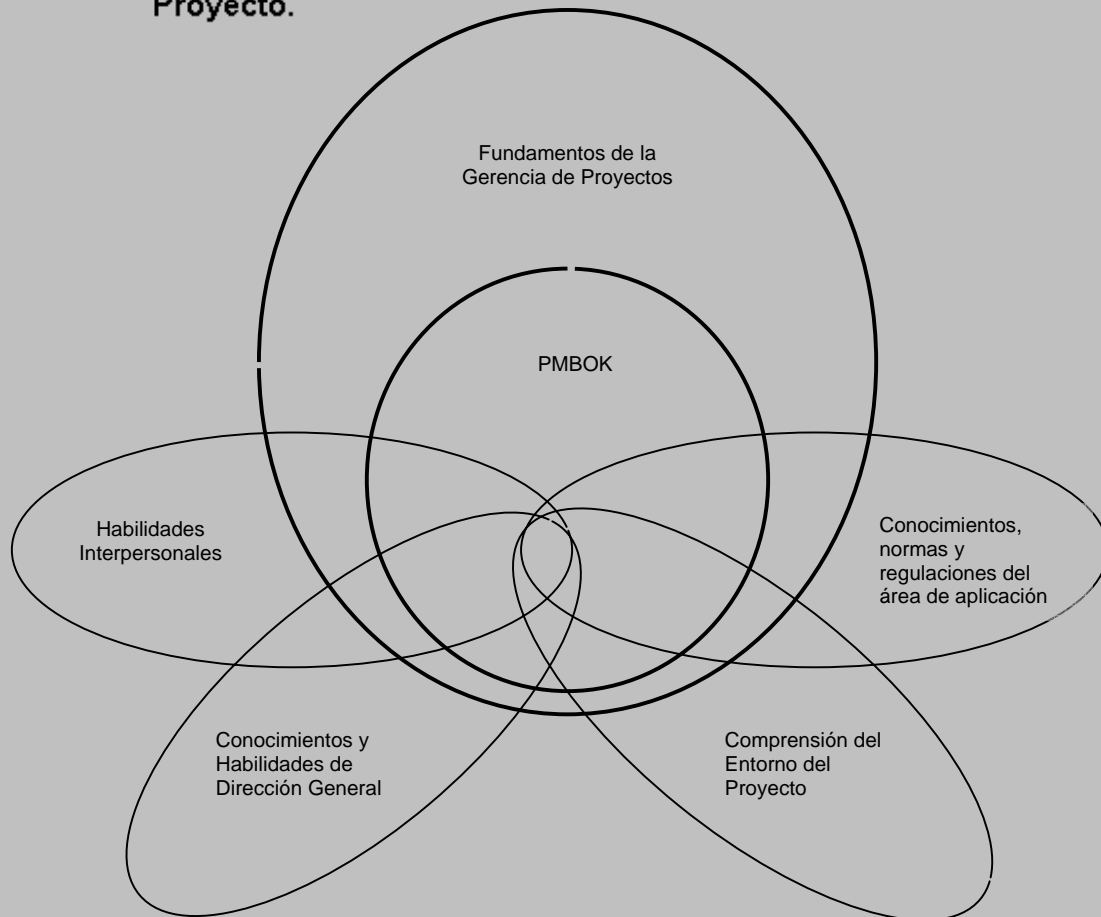 Proyecto.
Fundamentos de la
Gerencia de Proyectos
PMBOK
Habilidades
Interpersonales
Conocimientos,
normas y
regulaciones del
área de aplicación
Conocimientos y
Habilidades de
Dirección General
Comprensión del
Entorno del
Proyecto